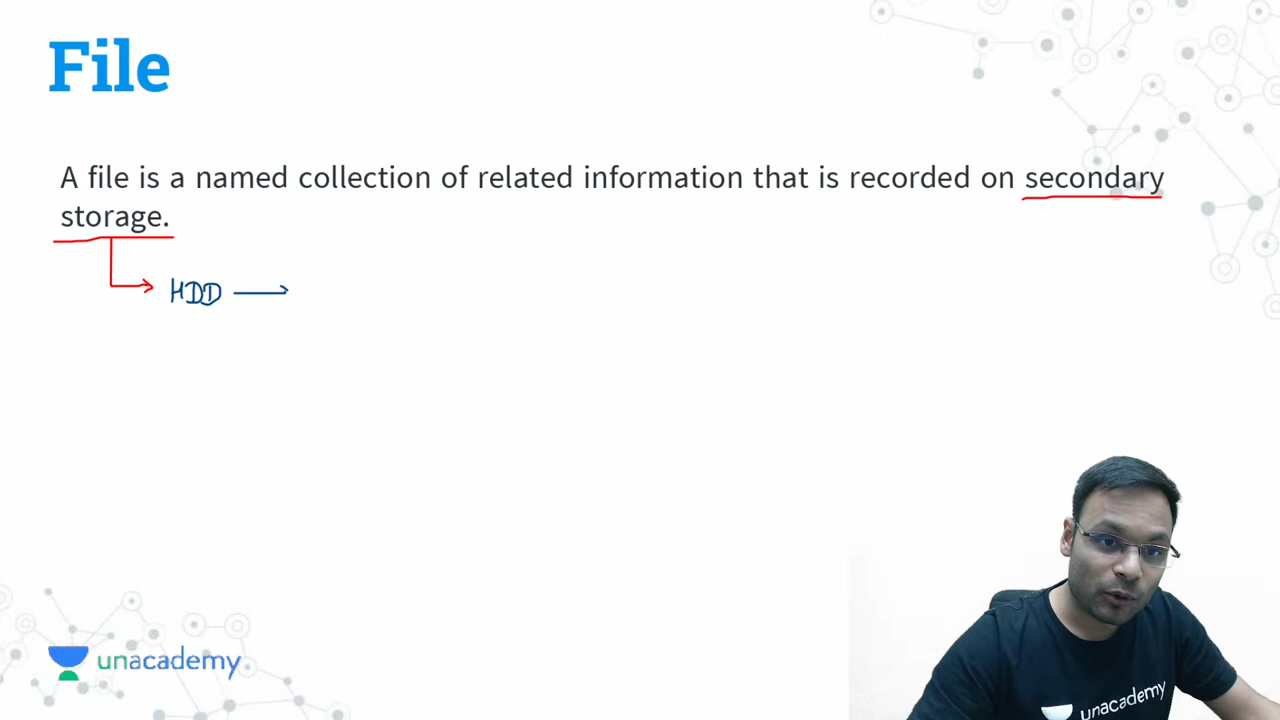 File
A file is a named collection of related information that is recorded on secondary
storage.
HDD
unacademy
unacademy